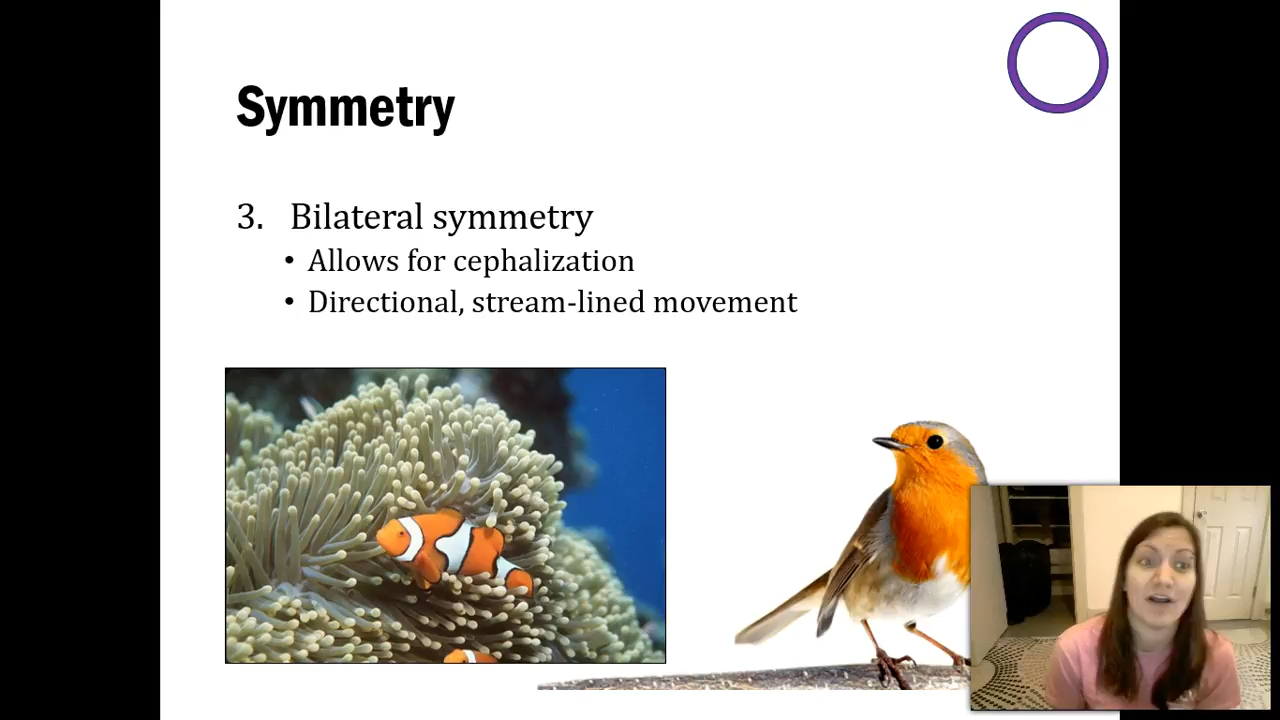 Symmetry
3. Bilateral symmetry
• Allows for cephalization
• Directional, stream-lined movement